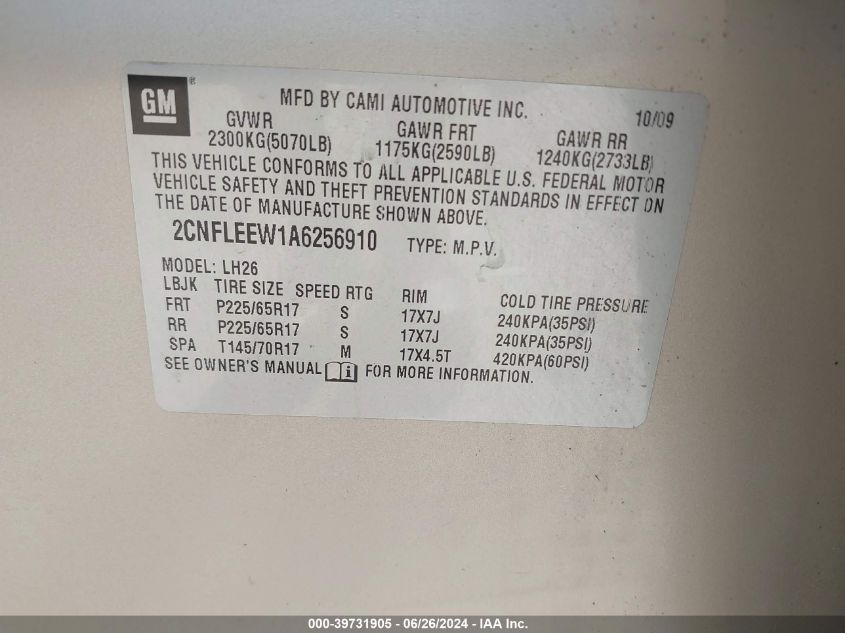 GM ®
MFD BY CAMI AUTOMOTIVE INC. 10/09
GVWR GAWR FRT GAWR RR
2300KG(5070LB) 1175KG(2590LB) 1240KG(2733LB)
THIS VEHICLE CONFORMS TO ALL APPLICABLE U.S. FEDERAL MOTOR
VEHICLE SAFETY AND THEFT PREVENTION STANDARDS IN EFFECT ON
THE DATE OF MANUFACTURE SHOWN ABOVE.
2CNFLEEW1A6256910 TYPE: M.P.V.
MODEL: LH26
LBJK TIRE SIZE SPEED RTG RIM COLD TIRE PRESSURE
FRT P225/65R17 S 17X7J 240KPA(35PSI)
RR P225/65R17 S 17X7J 240KPA(35PSI)
SPA T145/70R17 M 17X4.5T 420KPA(60PSI)
SEE OWNER'S MANUAL i FOR MORE INFORMATION.
000-39731905 - 06/26/2024 - IAA Inc.